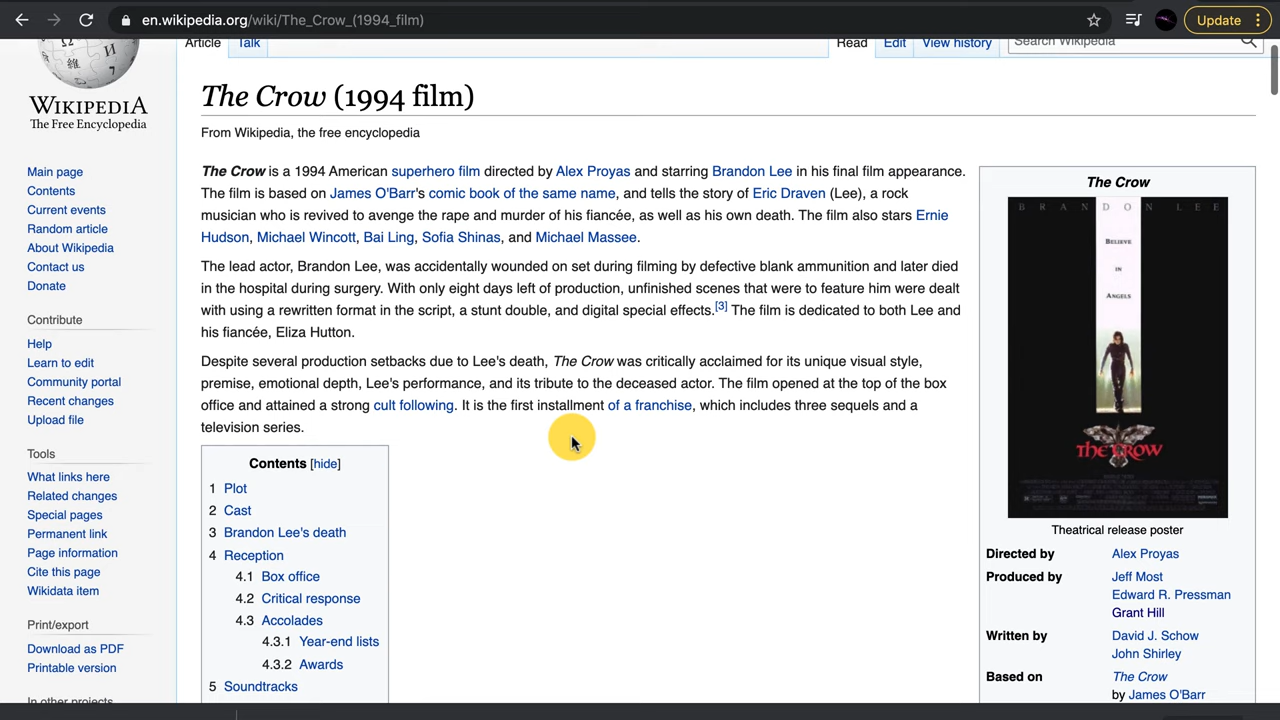 en.wikipedia.org/wiki/The_Crow_(1994_film)
Update
Article Talk
Read Edit View history Search Wikipedia
WIKIPEDIA
The Free Encyclopedia
Main page
Contents
Current events
Random article
About Wikipedia
Contact us
Donate
Contribute
Help
Learn to edit
Community portal
Recent changes
Upload file
Tools
What links here
Related changes
Special pages
Permanent link
Page information
Cite this page
Wikidata item
Print/export
Download as PDF
Printable version
In other projects
The Crow (1994 film)
From Wikipedia, the free encyclopedia
The Crow is a 1994 American superhero film directed by Alex Proyas and starring Brandon Lee in his final film appearance.
The film is based on James O'Barr's comic book of the same name, and tells the story of Eric Draven (Lee), a rock
musician who is revived to avenge the rape and murder of his fiancée, as well as his own death. The film also stars Ernie
Hudson, Michael Wincott, Bai Ling, Sofia Shinas, and Michael Massee.
The lead actor, Brandon Lee, was accidentally wounded on set during filming by defective blank ammunition and later died
in the hospital during surgery. With only eight days left of production, unfinished scenes that were to feature him were dealt
with using a rewritten format in the script, a stunt double, and digital special effects.[3] The film is dedicated to both Lee and
his fiancée, Eliza Hutton.
Despite several production setbacks due to Lee's death, The Crow was critically acclaimed for its unique visual style,
premise, emotional depth, Lee's performance, and its tribute to the deceased actor. The film opened at the top of the box
office and attained a strong cult following. It is the first installment of a franchise, which includes three sequels and a
television series.
Contents [hide]
1 Plot
2 Cast
3 Brandon Lee's death
4 Reception
4.1 Box office
4.2 Critical response
4.3 Accolades
4.3.1 Year-end lists
4.3.2 Awards
5 Soundtracks
The Crow
BRANDON LEE
BELIEVE
IN
ANGELS
THE CROW
Theatrical release poster
Directed by Alex Proyas
Produced by Jeff Most
Edward R. Pressman
Grant Hill
Written by David J. Schow
John Shirley
Based on The Crow
by James O'Barr